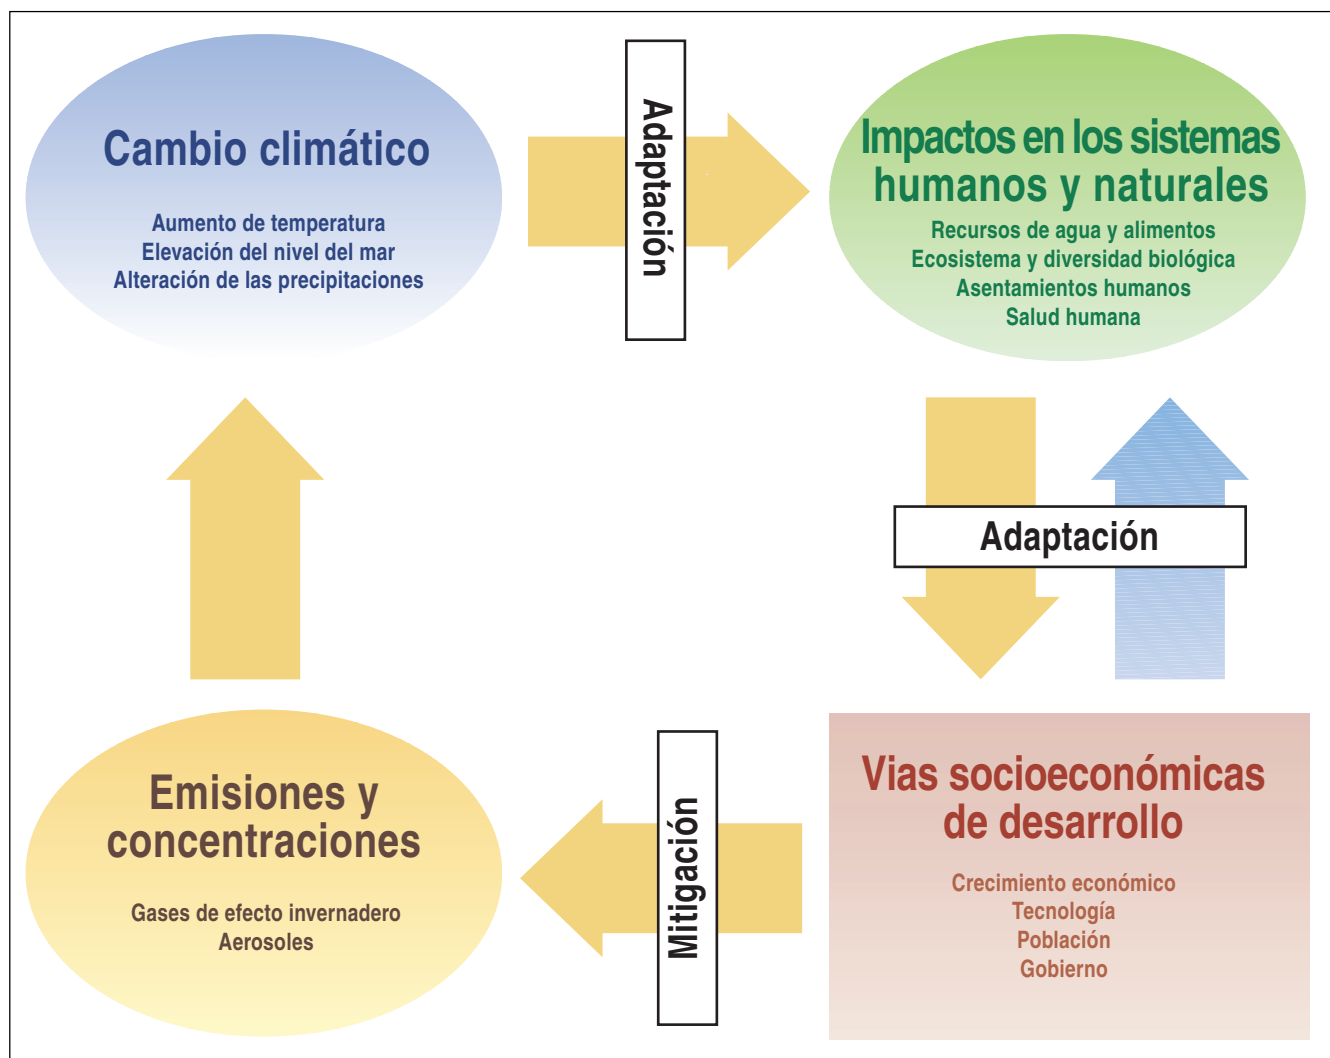 Cambio climático
Aumento de temperatura
Elevación del nivel del mar
Alteración de las precipitaciones
Adaptación
Impactos en los sistemas
humanos y naturales
Recursos de agua y alimentos
Ecosistema y diversidad biológica
Asentamientos humanos
Salud humana
Adaptación
Emisiones y
concentraciones
Gases de efecto invernadero
Aerosoles
Mitigación
Vias socioeconómicas
de desarrollo
Crecimiento económico
Tecnología
Población
Gobierno